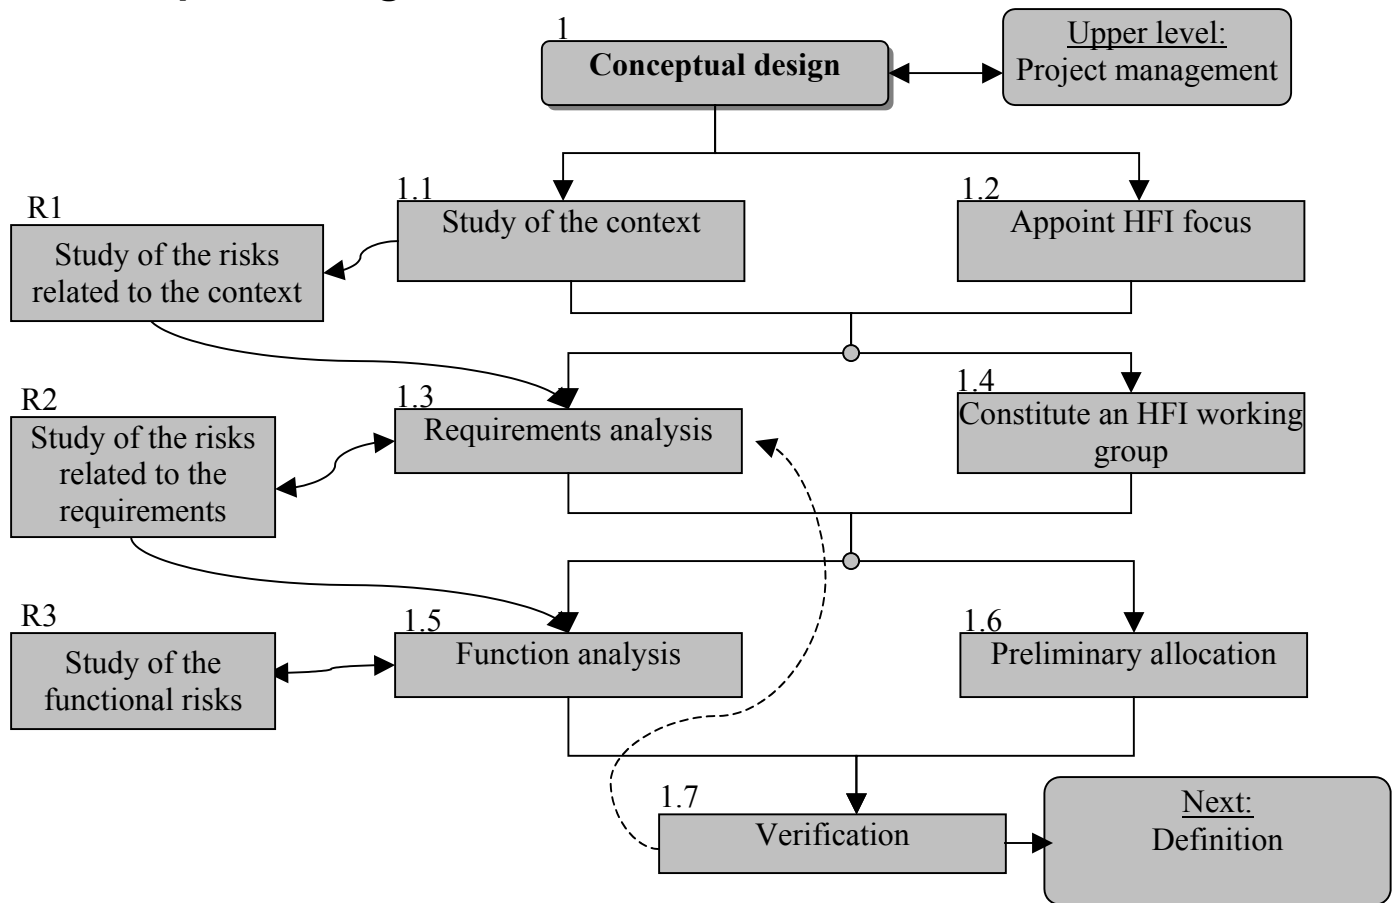 1
Conceptual design
Upper level:
Project management
1.1
Study of the context
1.2
Appoint HFI focus
R1
Study of the risks
related to the context
1.3
Requirements analysis
1.4
Constitute an HFI working
group
R2
Study of the risks
related to the
requirements
1.5
Function analysis
1.6
Preliminary allocation
R3
Study of the
functional risks
1.7
Verification
Next:
Definition